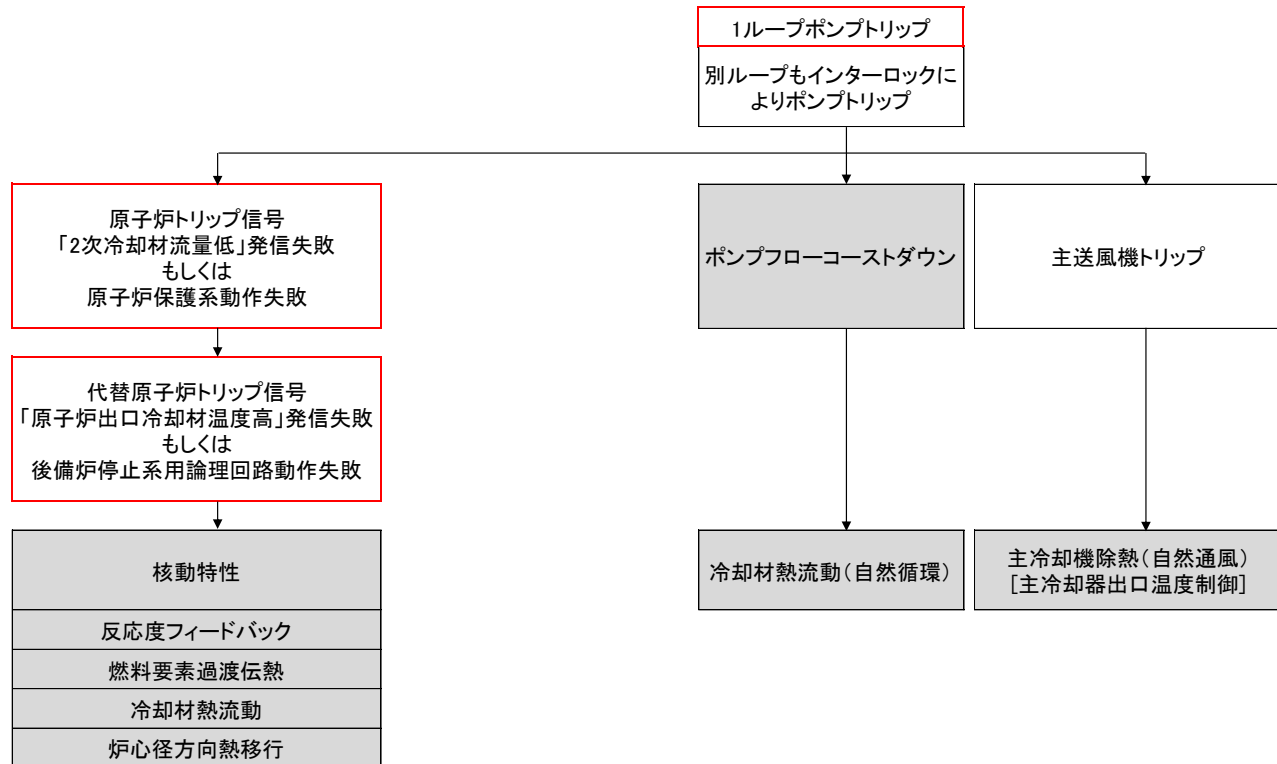 1ループポンプトリップ
別ループもインターロックに
よりポンプトリップ
原子炉トリップ信号
「2次冷却材流量低」発信失敗
もしくは
原子炉保護系動作失敗
ポンプフローコーストダウン
主送風機トリップ
代替原子炉トリップ信号
「原子炉出口冷却材温度高」発信失敗
もしくは
後備炉停止系用論理回路動作失敗
核動特性
反応度フィードバック
燃料要素過渡伝熱
冷却材熱流動
炉心径方向熱移行
冷却材熱流動(自然循環)
主冷却機除熱(自然通風)
[主冷却器出口温度制御]